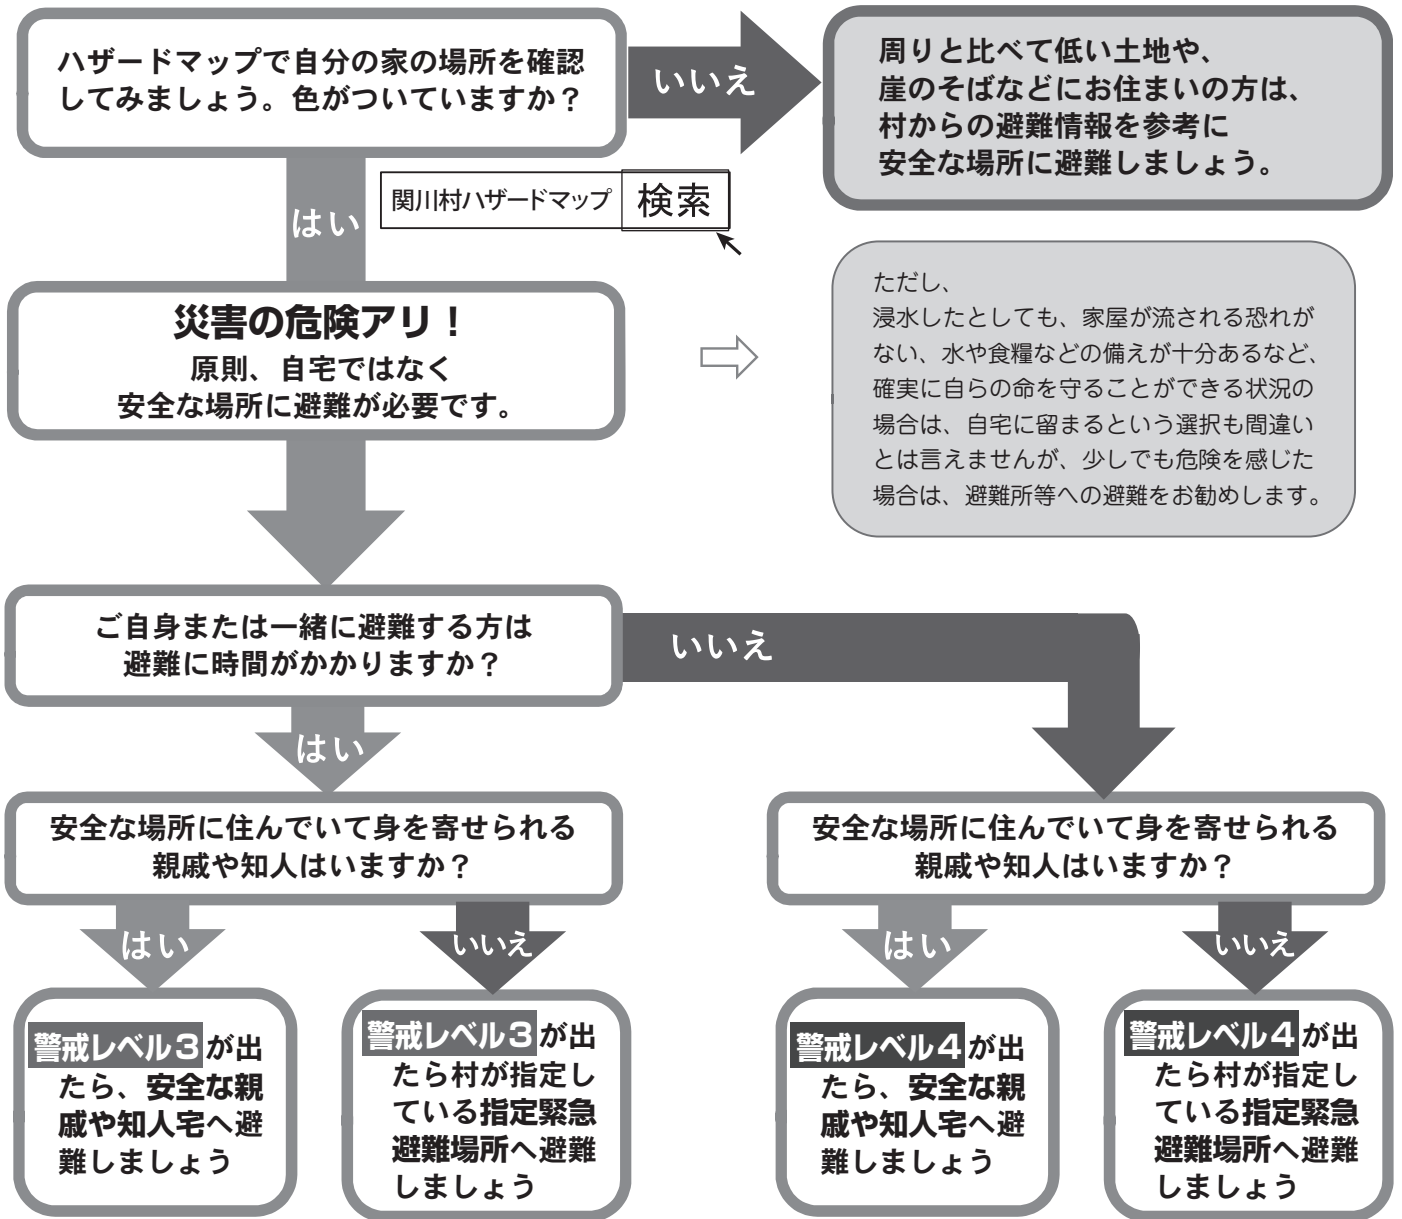 ハザードマップで自分の家の場所を確認
してみましょう。色がついていますか？
いいえ
周りと比べて低い土地や、
崖のそばなどにお住まいの方は、
村からの避難情報を参考に
安全な場所に避難しましょう。
はい
関川村ハザードマップ 検索
災害の危険アリ！
原則、自宅ではなく
安全な場所に避難が必要です。
ただし、
浸水したとしても、家屋が流される恐れが
ない、水や食糧などの備えが十分あるなど、
確実に自らの命を守ることができる状況の
場合は、自宅に留まるという選択も間違い
とは言えませんが、少しでも危険を感じた
場合は、避難所等への避難をお勧めします。
ご自身または一緒に避難する方は
避難に時間がかかりますか？
いいえ
はい
安全な場所に住んでいて身を寄せられる
親戚や知人はいますか？
安全な場所に住んでいて身を寄せられる
親戚や知人はいますか？
はい
いいえ
はい
いいえ
警戒レベル３が出
たら、安全な親
戚や知人宅へ避
難しましょう
警戒レベル３が出
たら村が指定し
ている指定緊急
避難場所へ避難
しましょう
警戒レベル４が出
たら、安全な親
戚や知人宅へ避
難しましょう
警戒レベル４が出
たら村が指定し
ている指定緊急
避難場所へ避難
しましょう